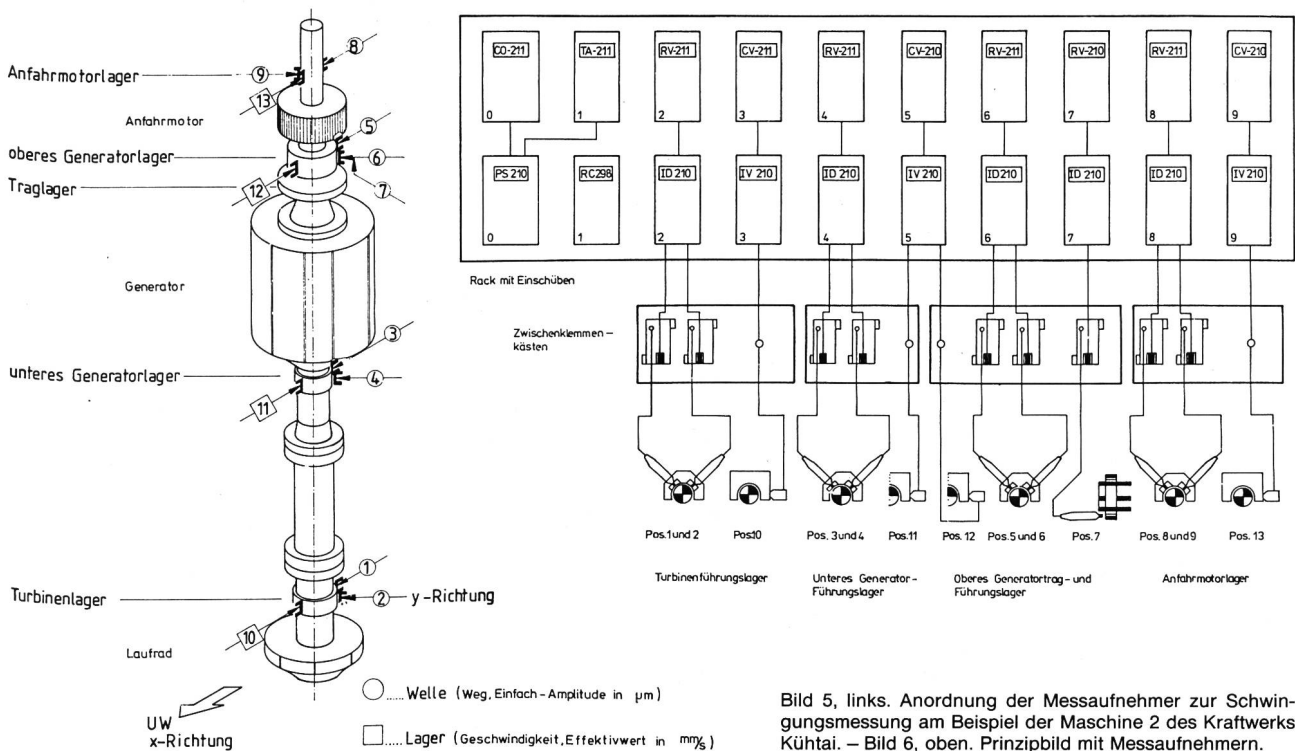 Anfahrmotorlager
Anfahrmotor
oberes Generatorlager
Traglager
Generator
unteres Generatorlager
Turbinenlager
Laufrad
UW
x-Richtung
y-Richtung
8
9
13
5
6
7
12
3
4
11
1
2
10
..... Welle (Weg, Einfach-Amplitude in µm)
..... Lager (Geschwindigkeit, Effektivwert in mm/s)
CO-211 TA-211 RV-211 CV-211 RV-211 CV-210 RV-211 RV-210 RV-211 CV-210
0 1 2 3 4 5 6 7 8 9
PS 210 RC298 ID 210 IV 210 ID 210 IV 210 ID 210 ID 210 ID 210 IV 210
0 1 2 3 4 5 6 7 8 9
Rack mit Einschüben
Zwischenklemmen-
kästen
Pos.1und 2 Pos.10 Pos. 3und 4 Pos.11 Pos. 12 Pos.5 und 6 Pos. 7 Pos. 8 und 9 Pos. 13
Turbinenführungslager
Unteres Generator-
Führungslager
Oberes Generatortrag- und
Führungslager
Anfahrmotorlager
Bild 5, links. Anordnung der Messaufnehmer zur Schwin-
gungsmessung am Beispiel der Maschine 2 des Kraftwerks
Kühtai. – Bild 6, oben. Prinzipbild mit Messaufnehmern.